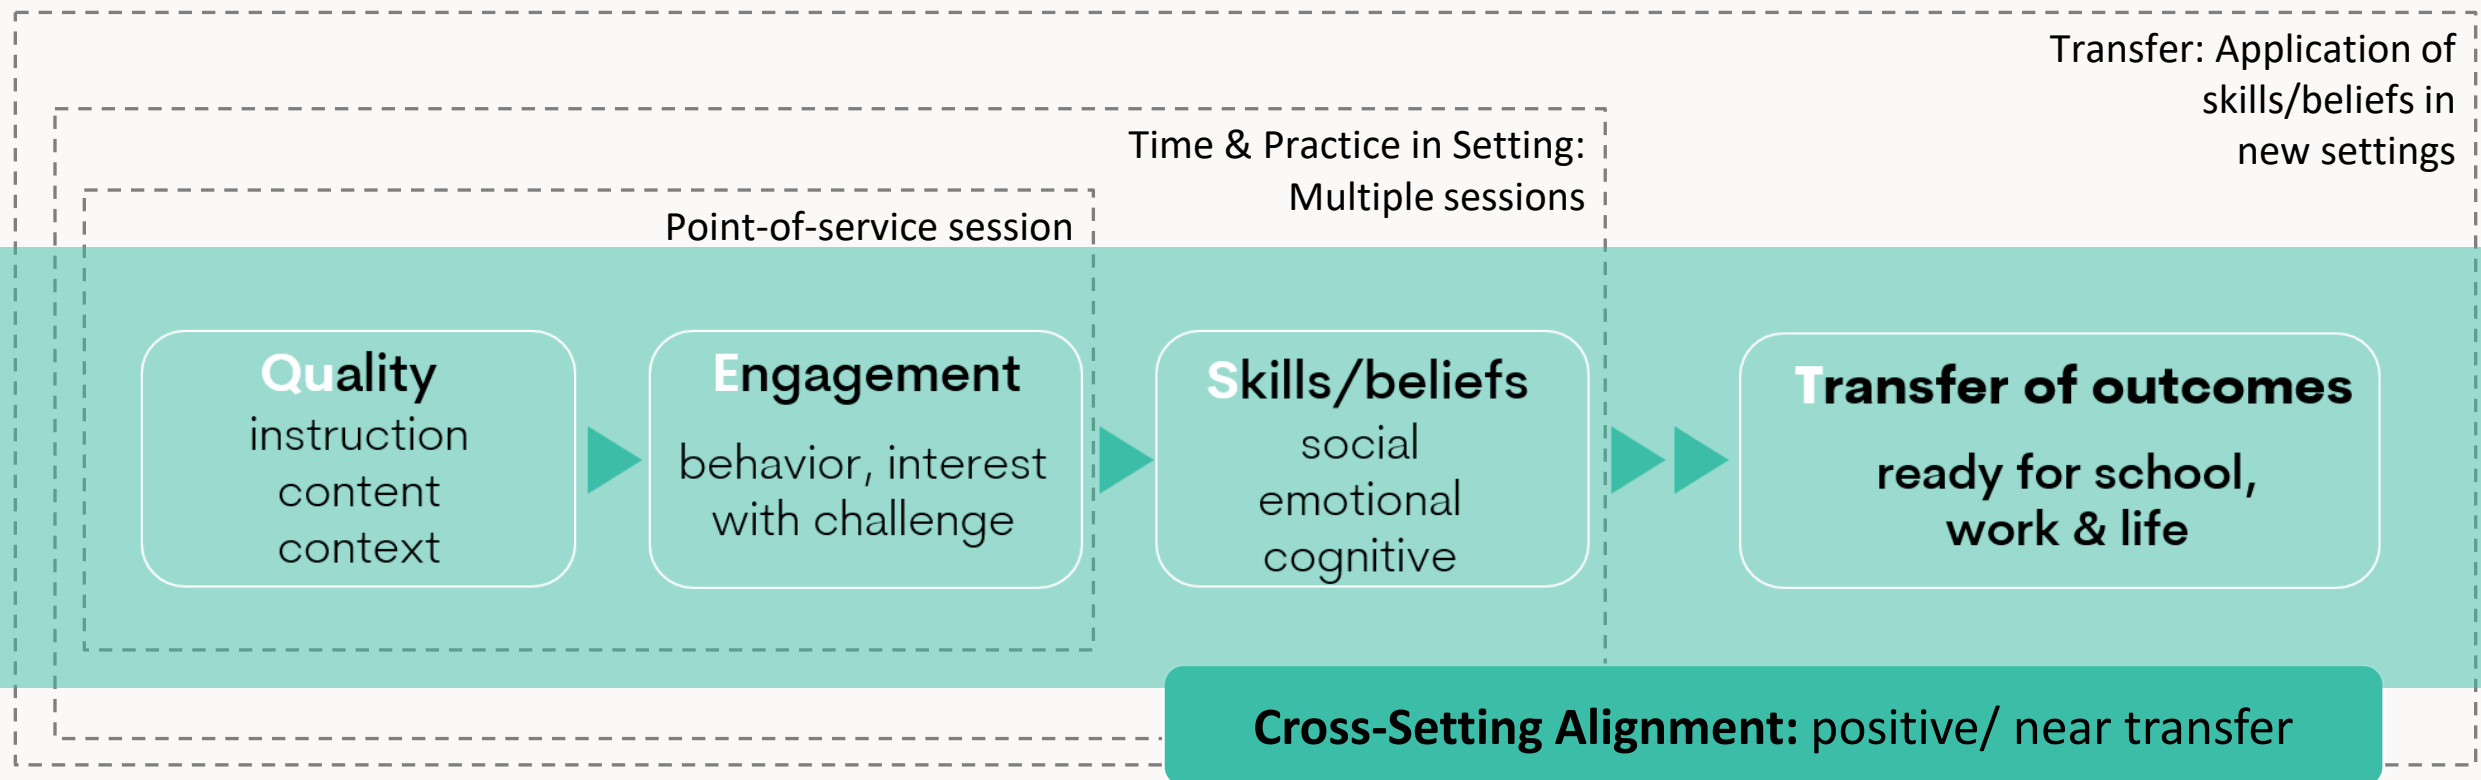 Transfer: Application of
skills/beliefs in
new settings
Time & Practice in Setting:
Multiple sessions
Point-of-service session
Quality
instruction
content
context
Engagement
behavior, interest
with challenge
Skills/beliefs
social
emotional
cognitive
Transfer of outcomes
ready for school,
work & life
Cross-Setting Alignment: positive/ near transfer